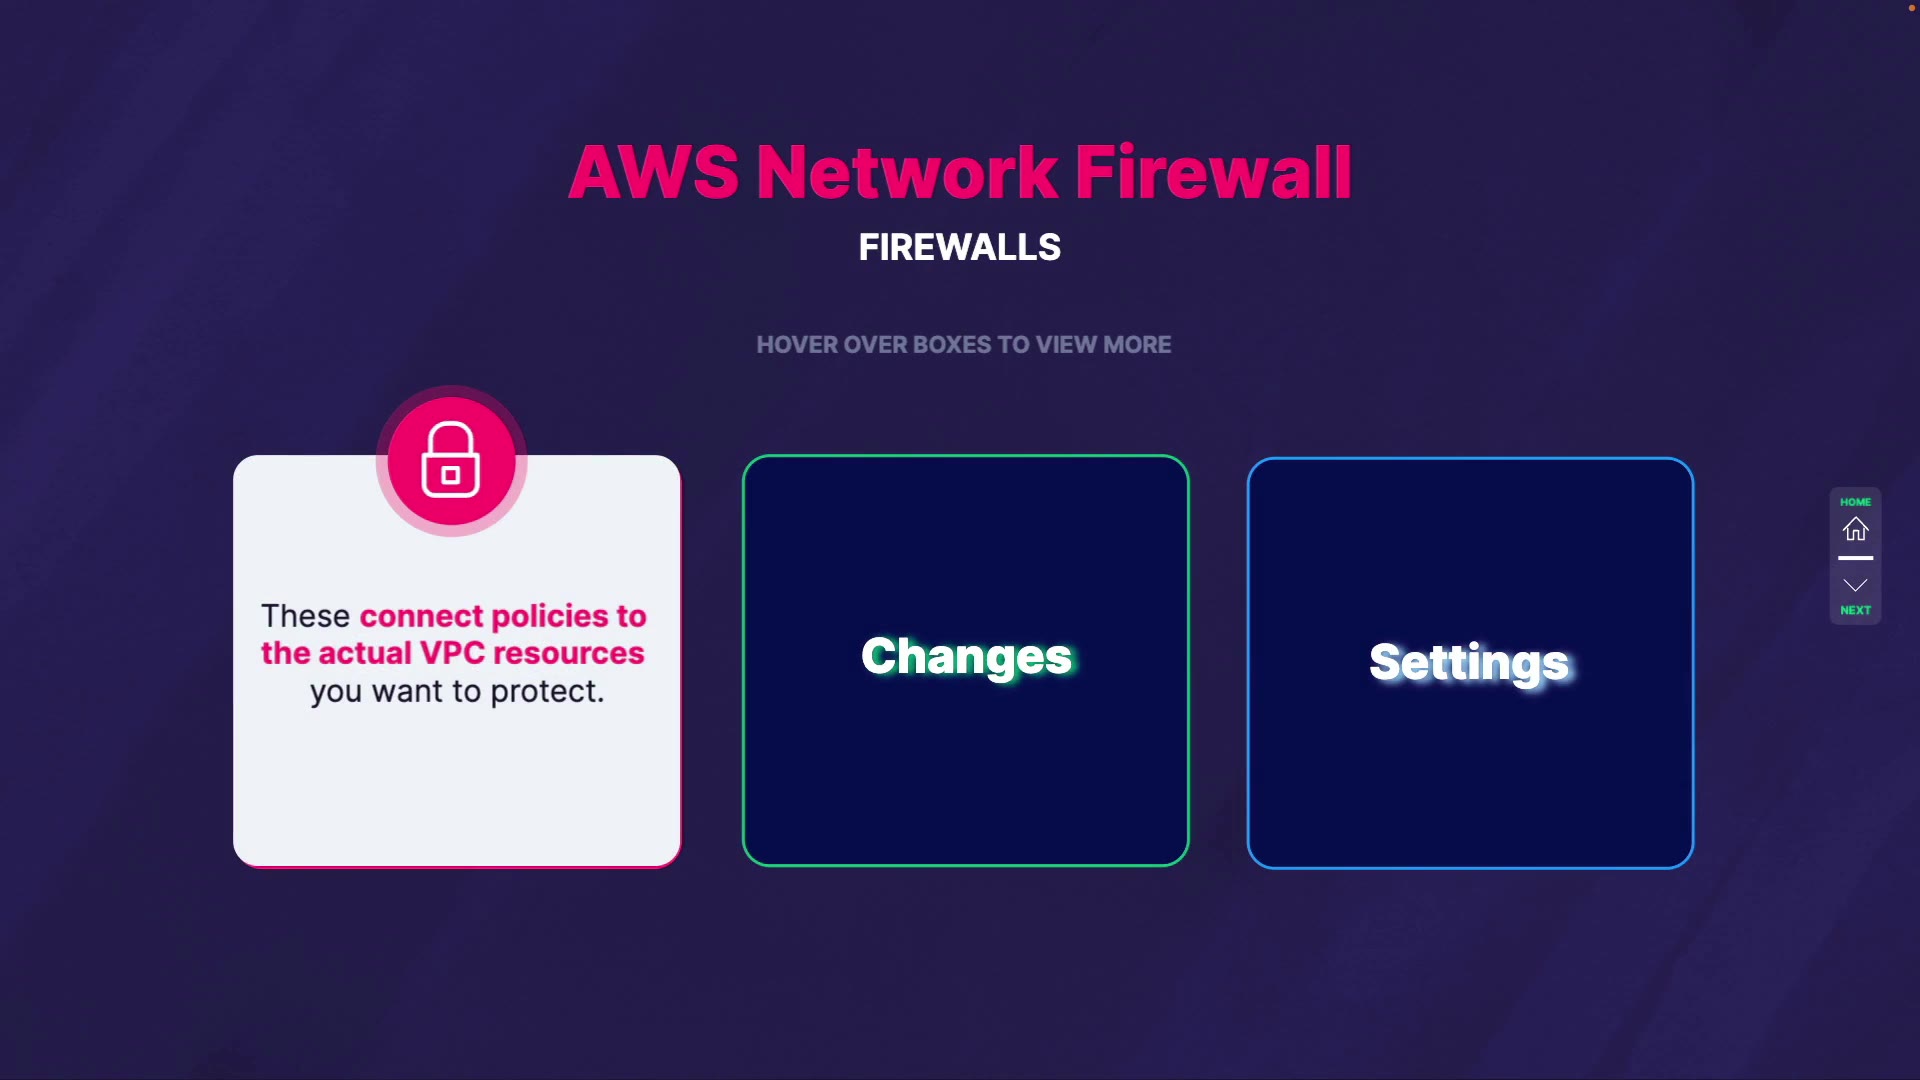 AWS Network Firewall
FIREWALLS
HOVER OVER BOXES TO VIEW MORE
These connect policies to
the actual VPC resources
you want to protect.
Changes
Settings
HOME
NEXT